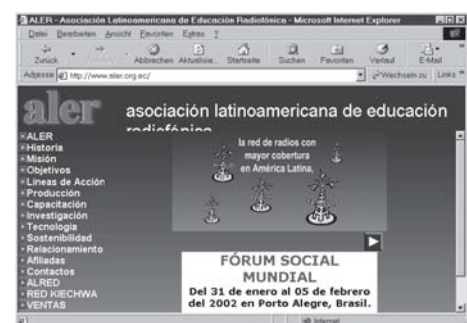 ALER - Asociación Latinoamericana de Educación Radiofónica - Microsoft Internet Explorer
Datei Bearbeiten Ansicht Favoriten Extras ?
Zurück Abbrechen Aktualisie... Startseite Suchen Favoriten Verlauf E-Mail
Adresse http://www.aler.org.ec/ Wechseln zu Links »
aler
asociación latinoamericana de educación
radiofónica
ALER
Historia
Misión
Objetivos
Líneas de Acción
Producción
Capacitación
Investigación
Tecnología
Sostenibilidad
Relacionamiento
Afiliadas
Contactos
ALRED
RED KIECHWA
VENTAS
la red de radios con
mayor cobertura
en América Latina,
FÓRUM SOCIAL
MUNDIAL
Del 31 de enero al 05 de febrero
del 2002 en Porto Alegre, Brasil.
Internet